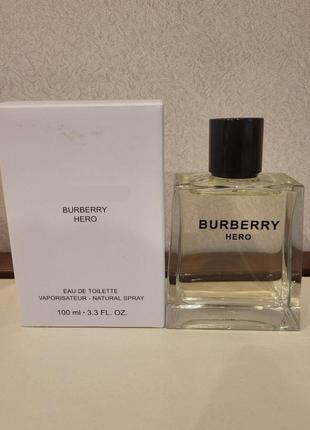 BURBERRY
HERO
EAU DE TOILETTE
VAPORISATEUR - NATURAL SPRAY
100 ml • 3.3 FL. OZ.
BURBERRY
HERO